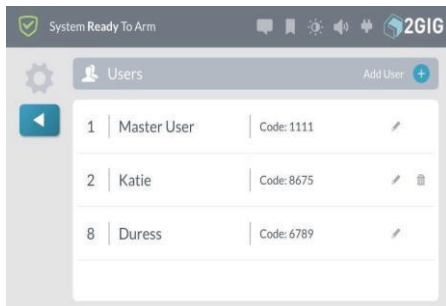 System Ready To Arm
2GIG
Users
Add User
1 Master User Code: 1111
2 Katie Code: 8675
8 Duress Code: 6789